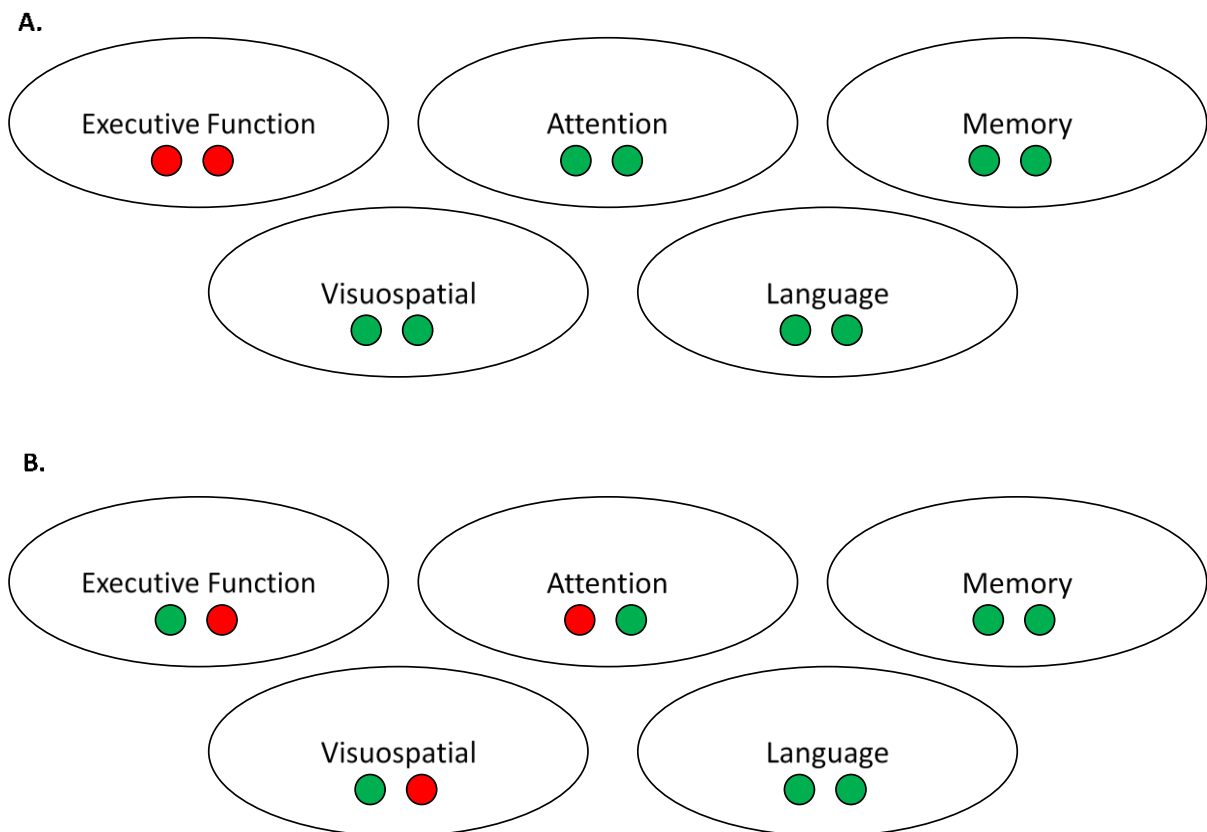 A.
Executive Function
Attention
Memory
Visuospatial
Language
B.
Executive Function
Attention
Memory
Visuospatial
Language